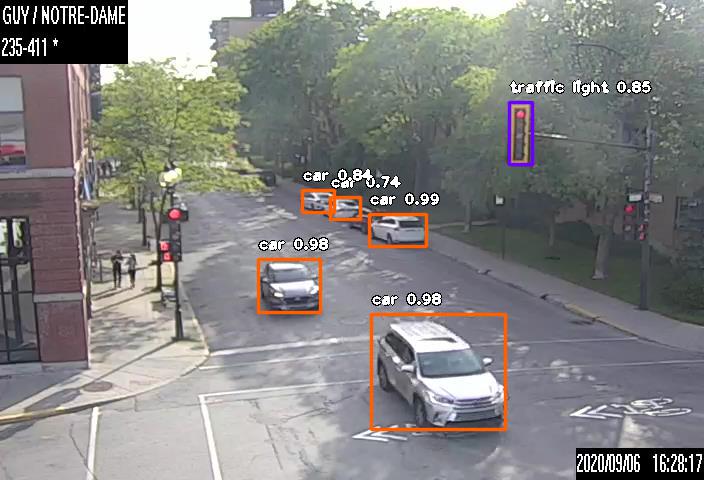 GUY / NOTRE-DAME
235-411 *
traffic light 0.85
car 0.84
car 0.74
car 0.99
car 0.98
car 0.98
2020/09/06 16:28:17